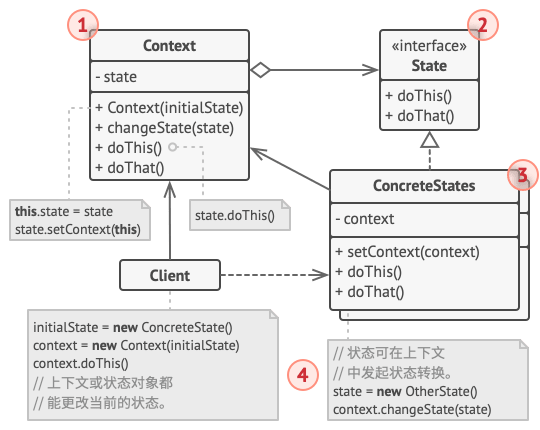 1
Context
- state
+ Context(initialState)
+ changeState(state)
+ doThis()
+ doThat()
2
«interface»
State
+ doThis()
+ doThat()
this.state = state
state.setContext(this)
state.doThis()
3
ConcreteStates
- context
+ setContext(context)
+ doThis()
+ doThat()
Client
initialState = new ConcreteState()
context = new Context(initialState)
context.doThis()
// 上下文或状态对象都
// 能更改当前的状态。
4
// 状态可在上下文
// 中发起状态转换。
state = new OtherState()
context.changeState(state)